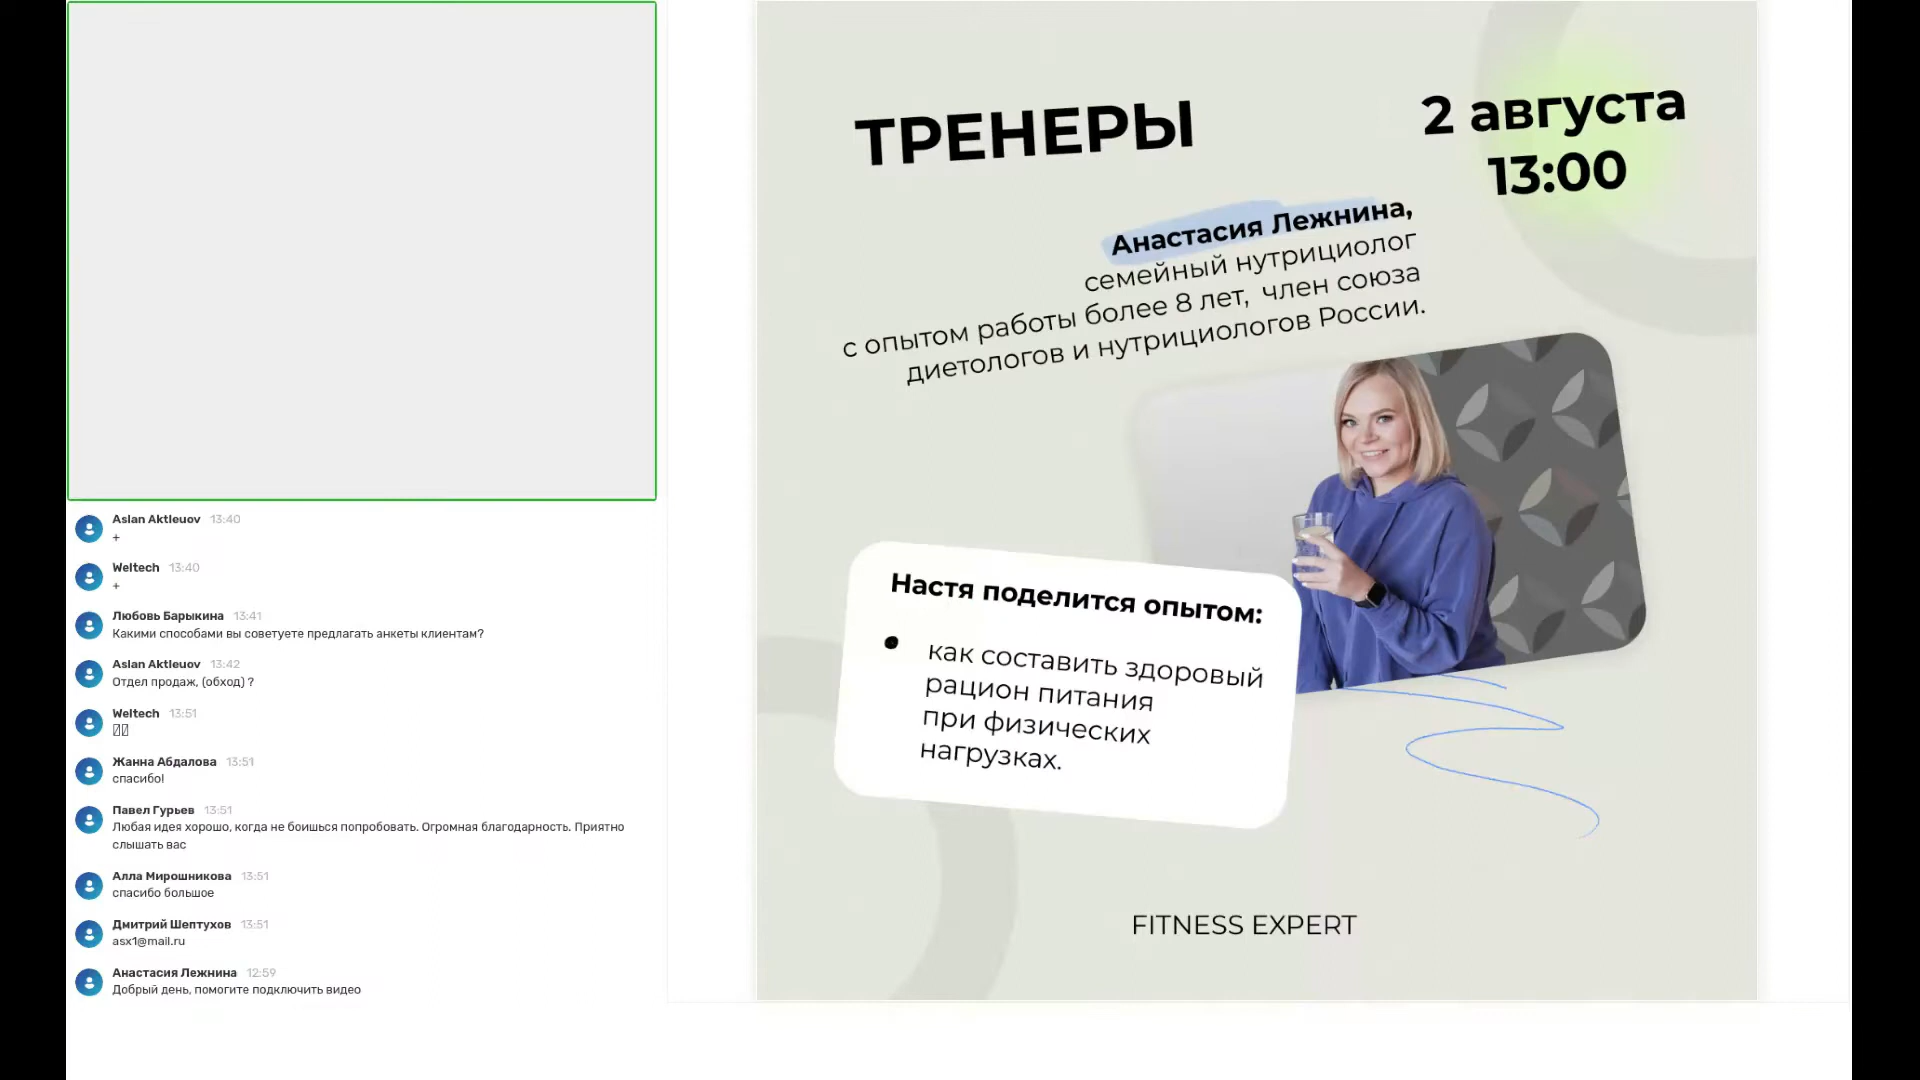 Aslan Aktleuov 13:40
+
Weltech 13:40
+
Любовь Барыкина 13:41
Какими способами вы советуете предлагать анкеты клиентам?
Aslan Aktleuov 13:42
Отдел продаж, (обход) ?
Weltech 13:51
Жанна Абдалова 13:51
спасибо!
Павел Гурьев 13:51
Любая идея хорошо, когда не боишься попробовать. Огромная благодарность. Приятно
слышать вас
Алла Мирошникова 13:51
спасибо большое
Дмитрий Шептухов 13:51
asx1@mail.ru
Анастасия Лежнина 12:59
Добрый день, помогите подключить видео
ТРЕНЕРЫ
2 августа
13:00
Анастасия Лежнина,
семейный нутрициолог
с опытом работы более 8 лет, член союза
диетологов и нутрициологов России.
Настя поделится опытом:
• как составить здоровый
рацион питания
при физических
нагрузках.
FITNESS EXPERT